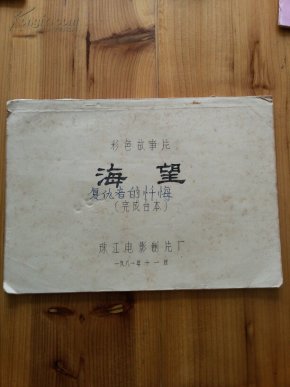 彩色故事片
海望
复仇者的忏悔
(完成台本)
珠江电影制片厂
一九八一年十一月